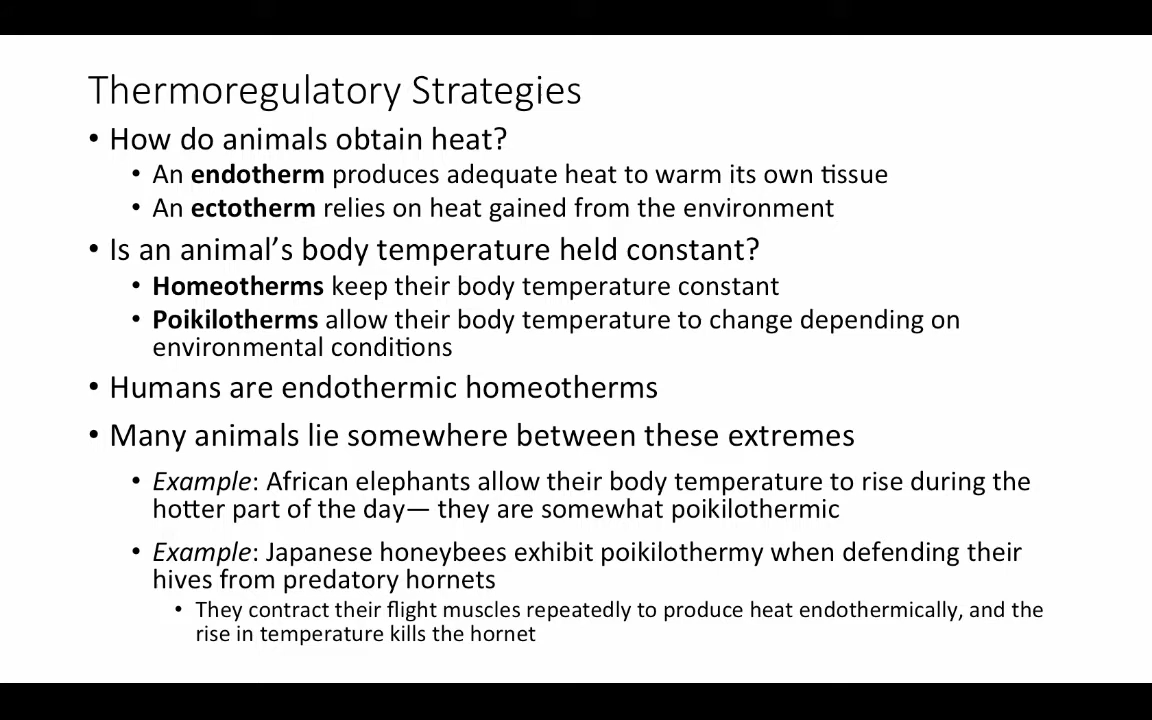 Thermoregulatory Strategies
• How do animals obtain heat?
• An endotherm produces adequate heat to warm its own tissue
• An ectotherm relies on heat gained from the environment
• Is an animal’s body temperature held constant?
• Homeotherms keep their body temperature constant
• Poikilotherms allow their body temperature to change depending on
environmental conditions
• Humans are endothermic homeotherms
• Many animals lie somewhere between these extremes
• Example: African elephants allow their body temperature to rise during the
hotter part of the day— they are somewhat poikilothermic
• Example: Japanese honeybees exhibit poikilothermy when defending their
hives from predatory hornets
• They contract their flight muscles repeatedly to produce heat endothermically, and the
rise in temperature kills the hornet